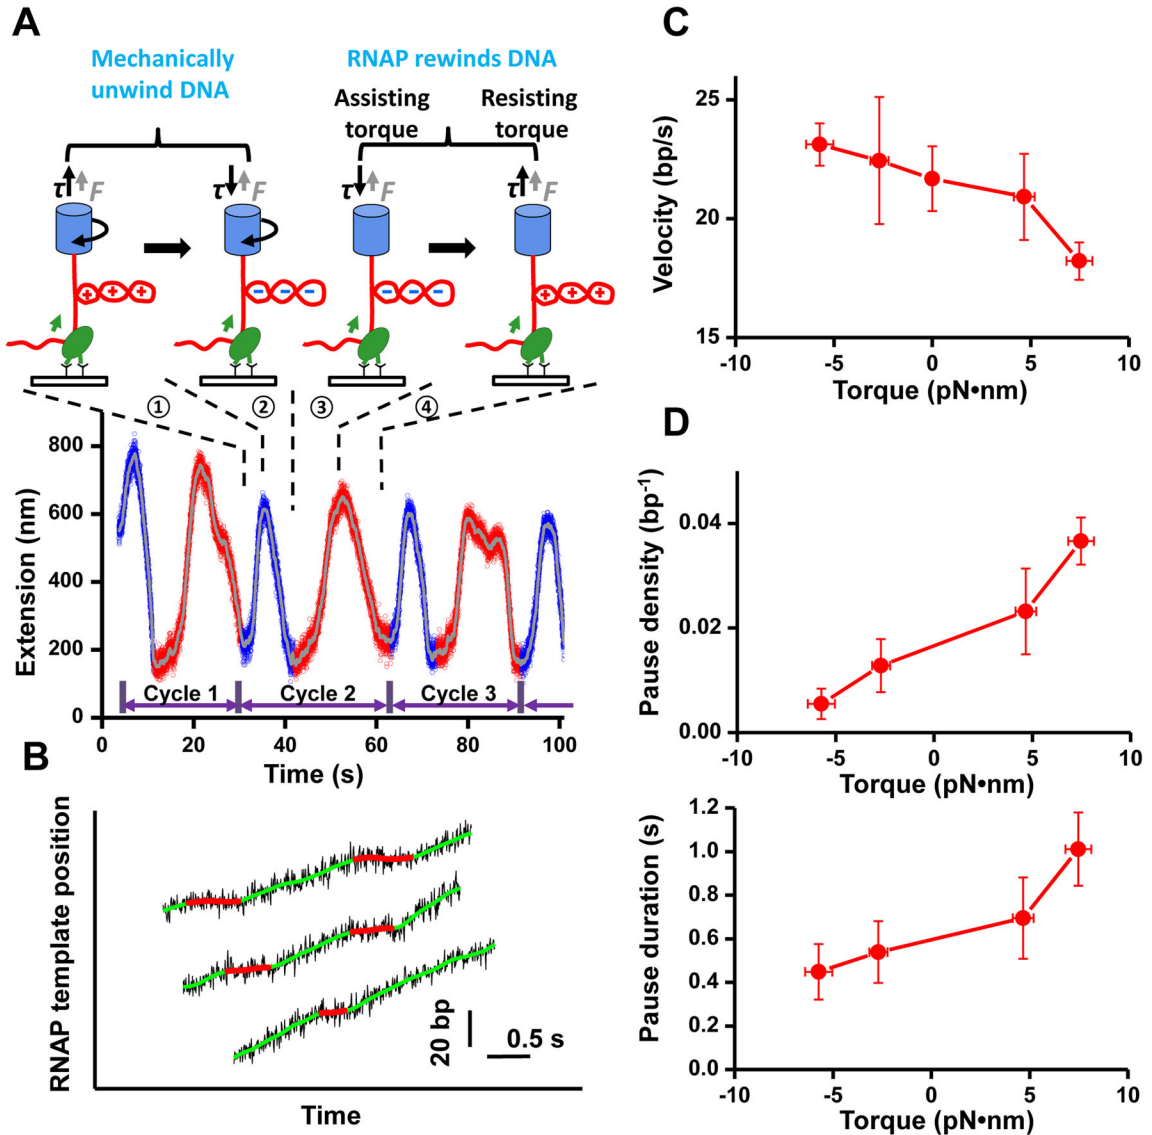 A
Mechanically
unwind DNA
RNAP rewinds DNA
Assisting
torque
Resisting
torque
τ F
τ F
τ F
τ F
+ + +
- - -
- - -
+ + +
① ② ③ ④
Extension (nm)
800
600
400
200
0
Cycle 1
Cycle 2
Cycle 3
0 20 40 60 80 100
Time (s)
B
RNAP template position
20 bp
0.5 s
Time
C
Velocity (bp/s)
25
20
15
-10 -5 0 5 10
Torque (pN•nm)
D
Pause density (bp⁻¹)
0.04
0.02
0.00
-10 -5 0 5 10
Torque (pN•nm)
Pause duration (s)
1.2
1.0
0.8
0.6
0.4
0.2
0.0
-10 -5 0 5 10
Torque (pN•nm)